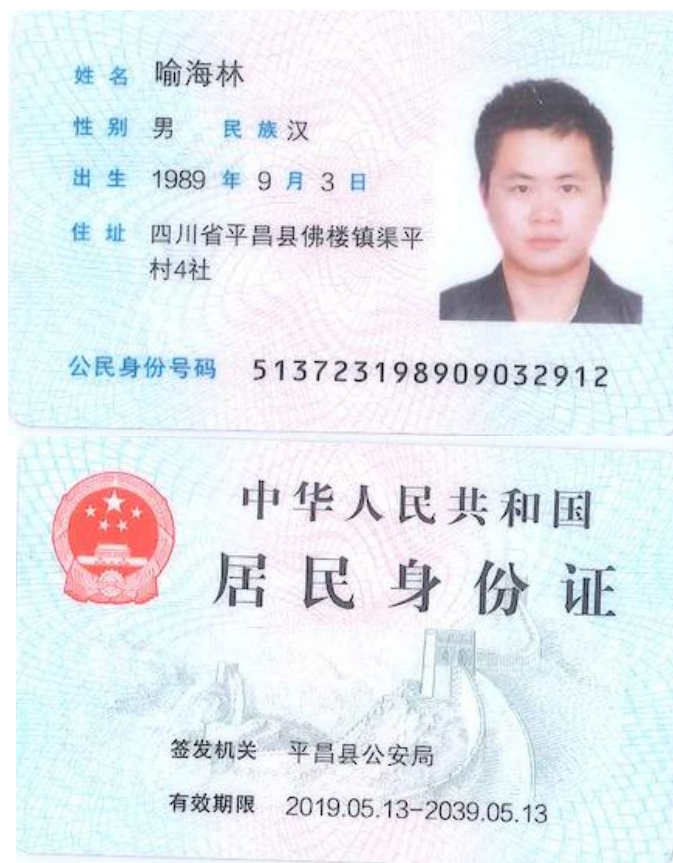 姓名 喻海林
性别 男 民族 汉
出生 1989 年 9 月 3 日
住址 四川省平昌县佛楼镇渠平
村4社
公民身份号码 513723198909032912
中华人民共和国
居民身份证
签发机关 平昌县公安局
有效期限 2019.05.13-2039.05.13